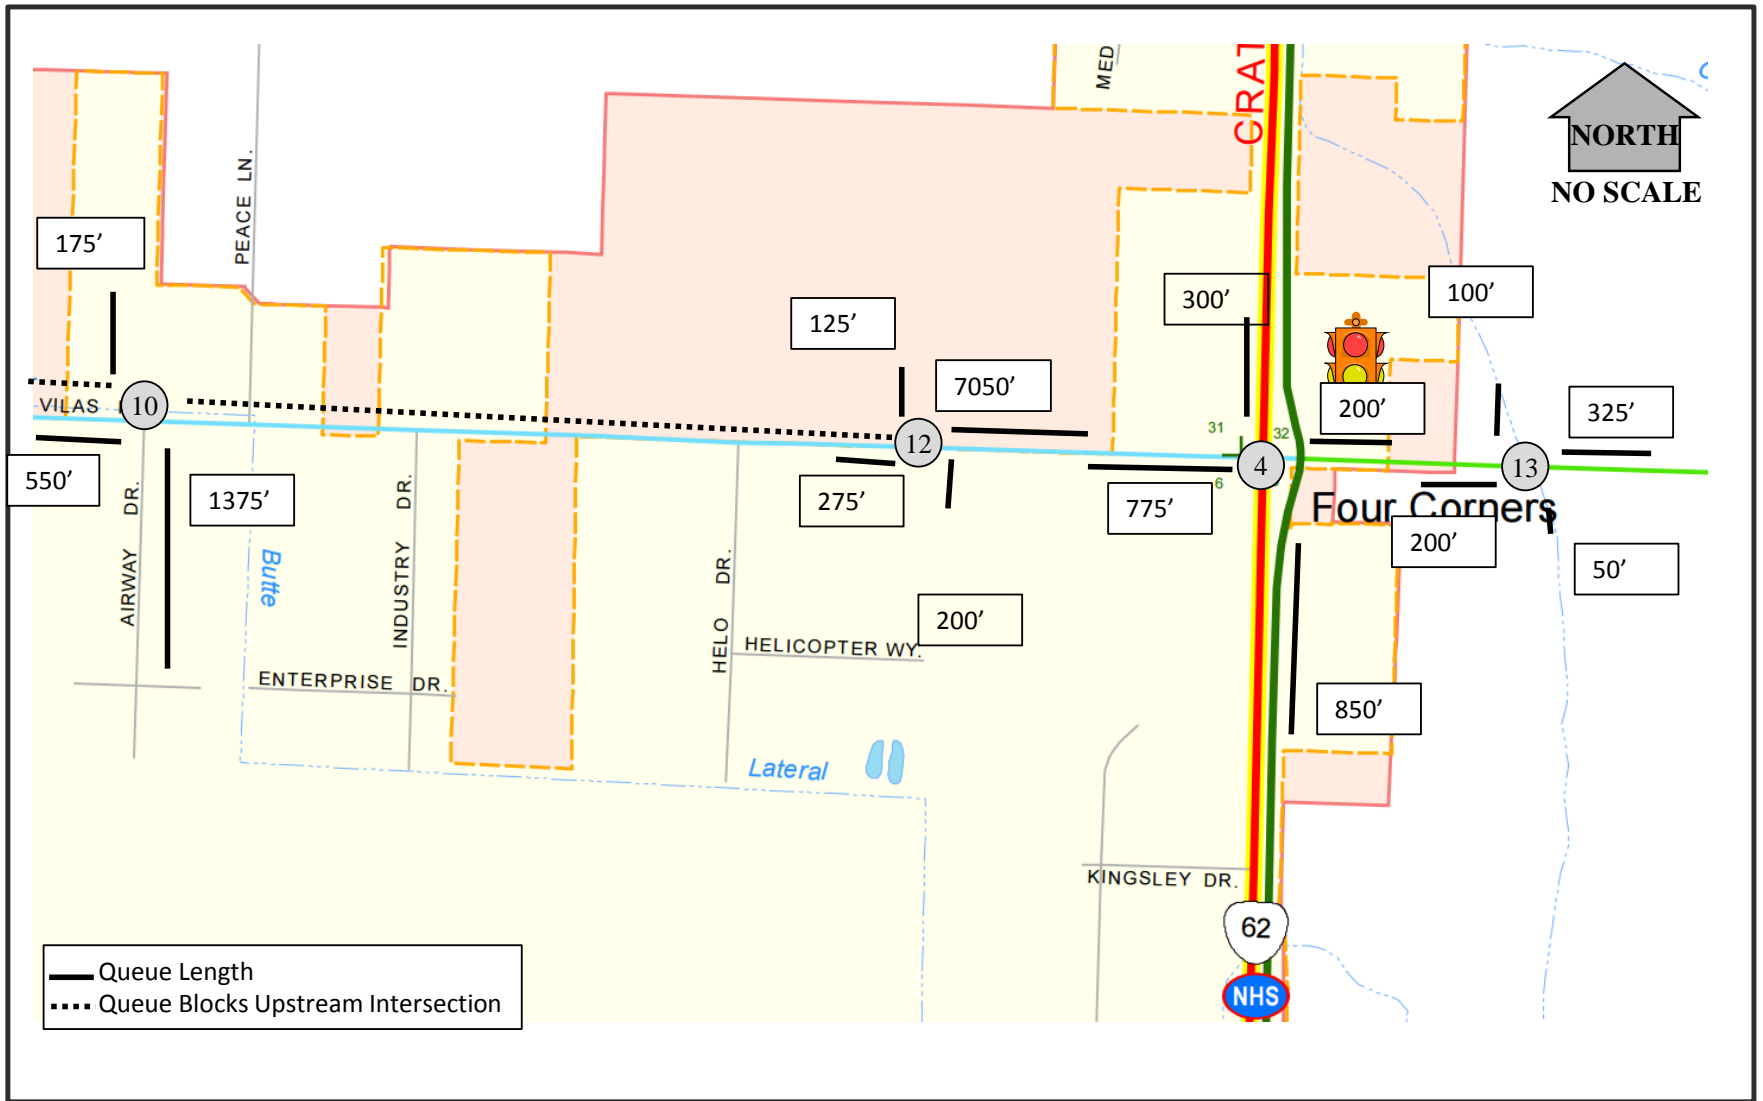 CRAT
MED
NORTH
NO SCALE
PEACE LN.
175’
300’
100’
125’
7050’
200’
325’
VILAS
10
12
31
32
4
6
13
550’
1375’
275’
775’
Four Corners
200’
50’
AIRWAY DR.
Butte
INDUSTRY DR.
HELO DR.
200’
HELICOPTER WY.
ENTERPRISE DR.
850’
Lateral
KINGSLEY DR.
62
NHS
Queue Length
Queue Blocks Upstream Intersection